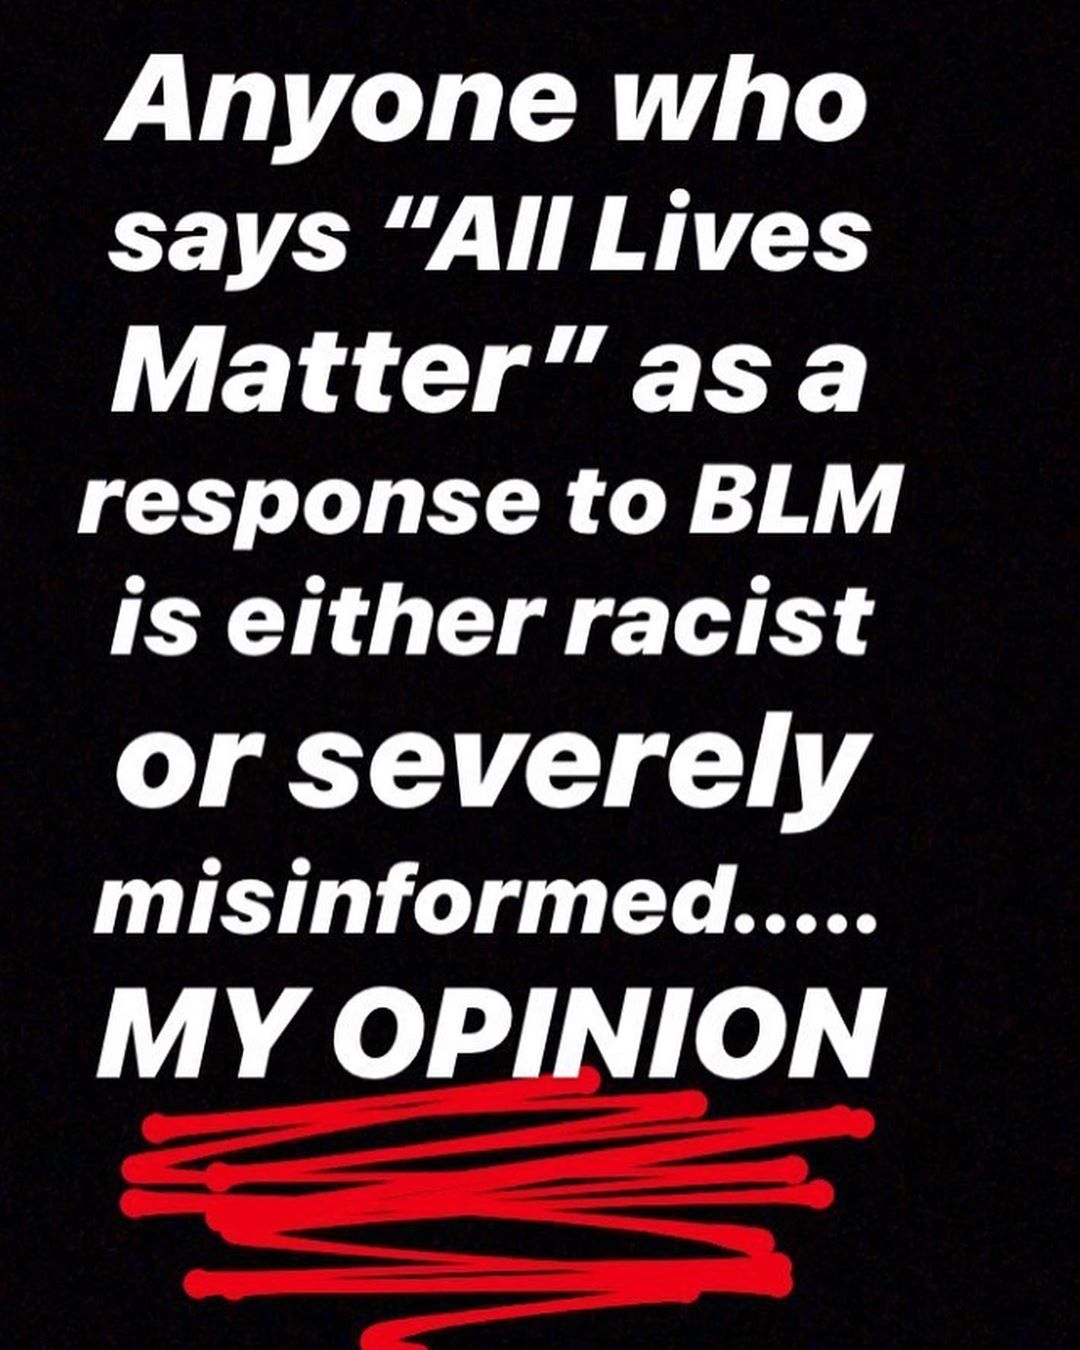 Anyone who
says “All Lives
Matter” as a
response to BLM
is either racist
or severely
misinformed.....
MY OPINION